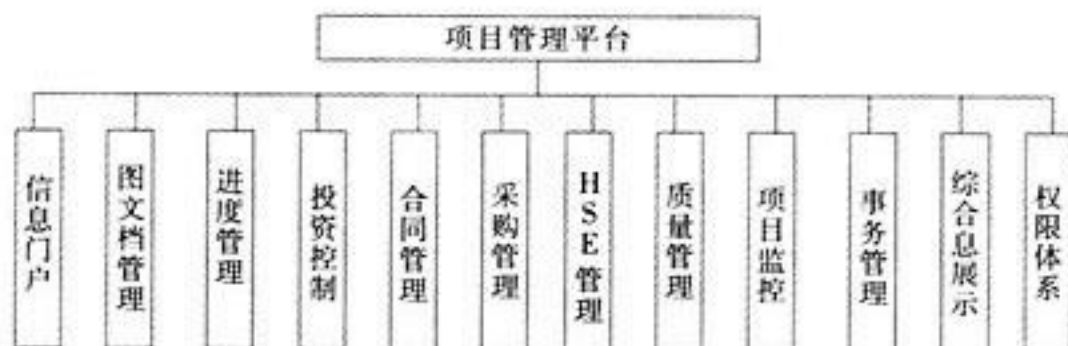 项目管理平台
信息门户
图文档管理
进度管理
投资控制
合同管理
采购管理
HSE管理
质量管理
项目监控
事务管理
综合息展示
权限体系